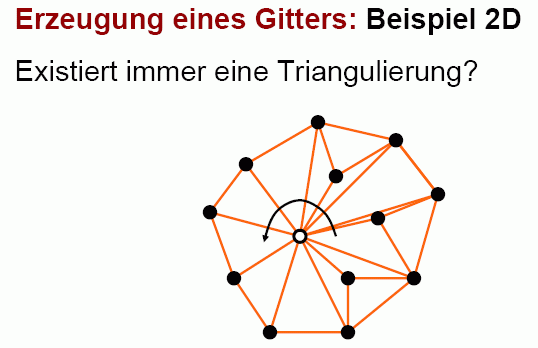 Erzeugung eines Gitters: Beispiel 2D
Existiert immer eine Triangulierung?